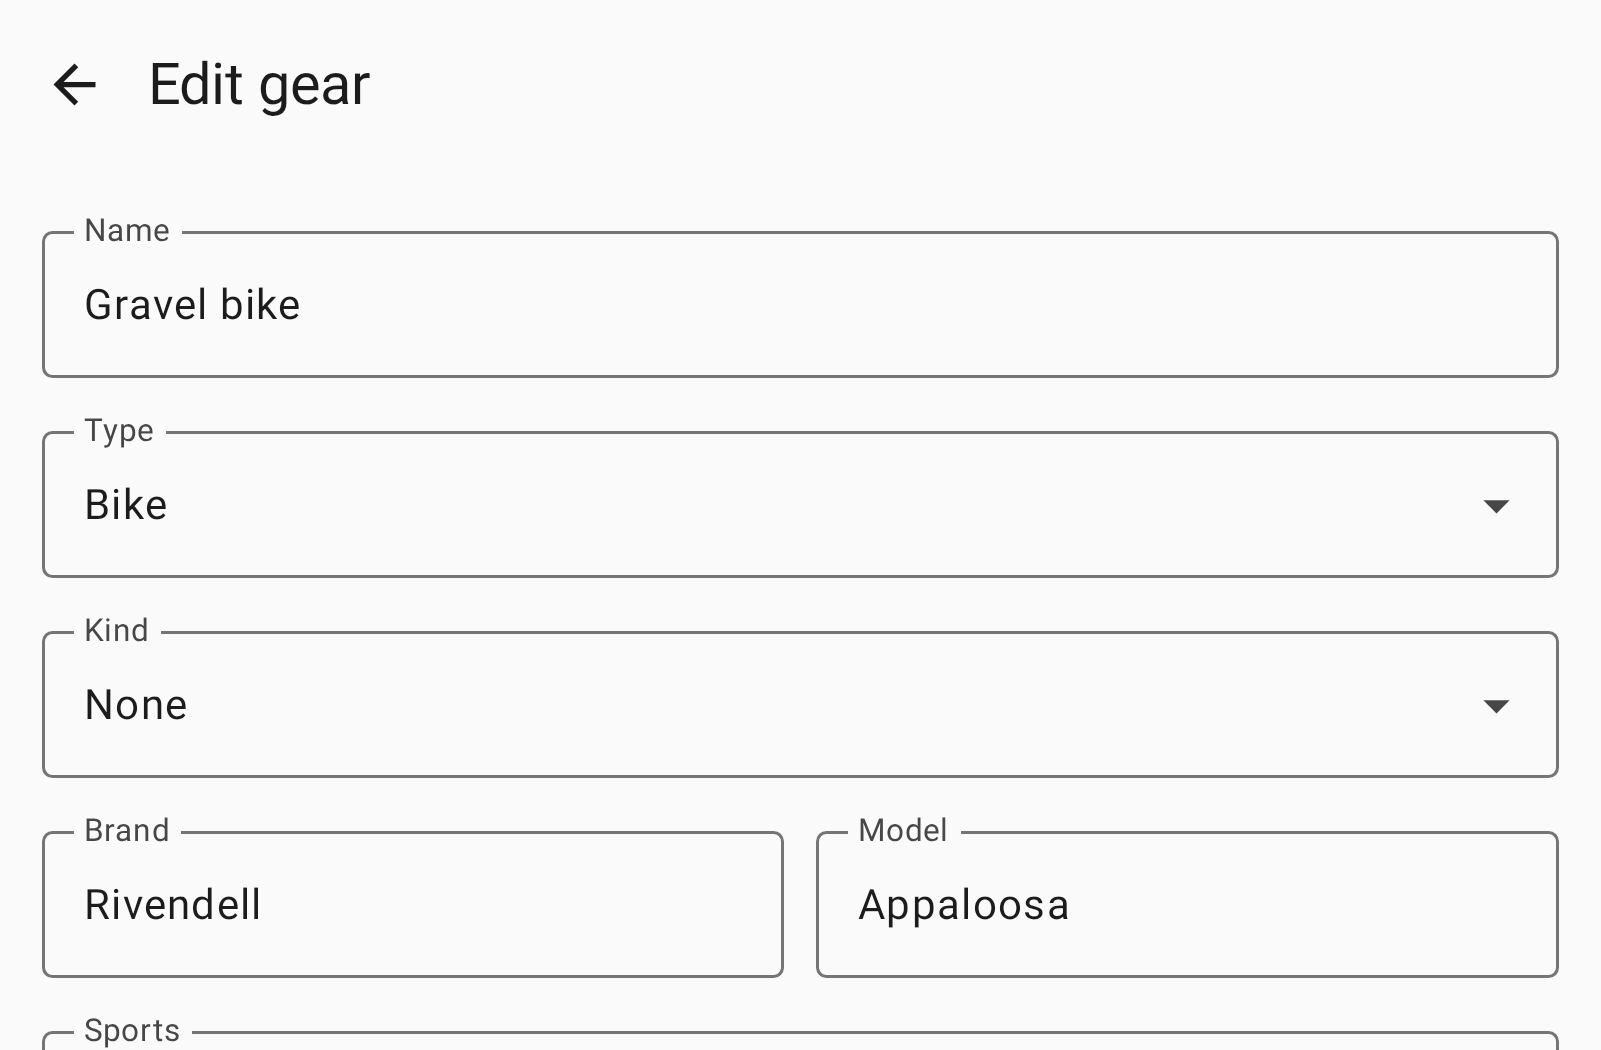 Edit gear
Name
Gravel bike
Type
Bike
Kind
None
Brand
Rivendell
Model
Appaloosa
Sports